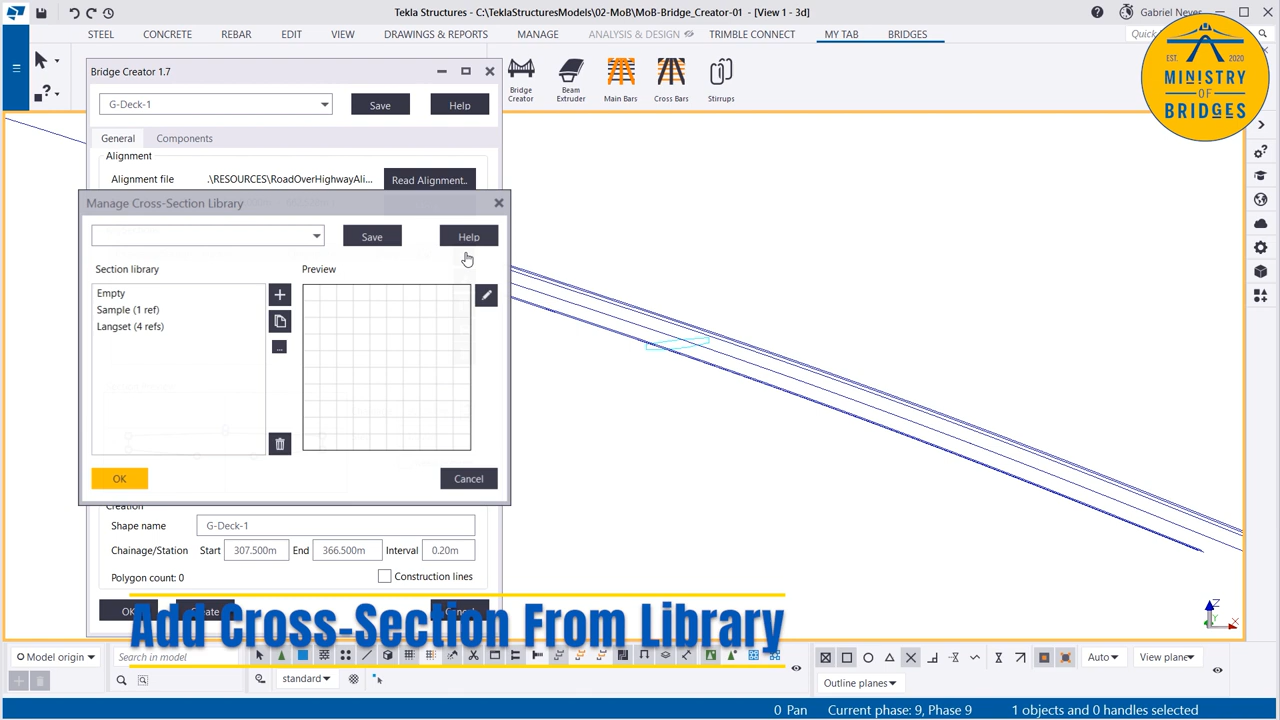 Tekla Structures - C:\TeklaStructuresModels\02-MoB\MoB-Bridge_Creator-01 - [View 1 - 3d]
Gabriel Neves
STEEL CONCRETE REBAR EDIT VIEW DRAWINGS & REPORTS MANAGE ANALYSIS & DESIGN TRIMBLE CONNECT MY TAB BRIDGES
EST. 2020
MINISTRY
OF
BRIDGES
Bridge Creator 1.7
Bridge Creator
Beam Extruder
Main Bars
Cross Bars
Stirrups
G-Deck-1 Save Help
General Components
Alignment
Alignment file .\RESOURCES\RoadOverHighwayAli... Read Alignment..
Manage Cross-Section Library
Save Help
Section library Preview
Empty
Sample (1 ref)
Langset (4 refs)
...
OK Cancel
Creation
Shape name G-Deck-1
Chainage/Station Start 307.500m End 366.500m Interval 0.20m
Polygon count: 0 Construction lines
Add Cross-Section From Library
Z
X
Model origin Search in model Auto View plane
standard Outline planes
0 Pan Current phase: 9, Phase 9 1 objects and 0 handles selected